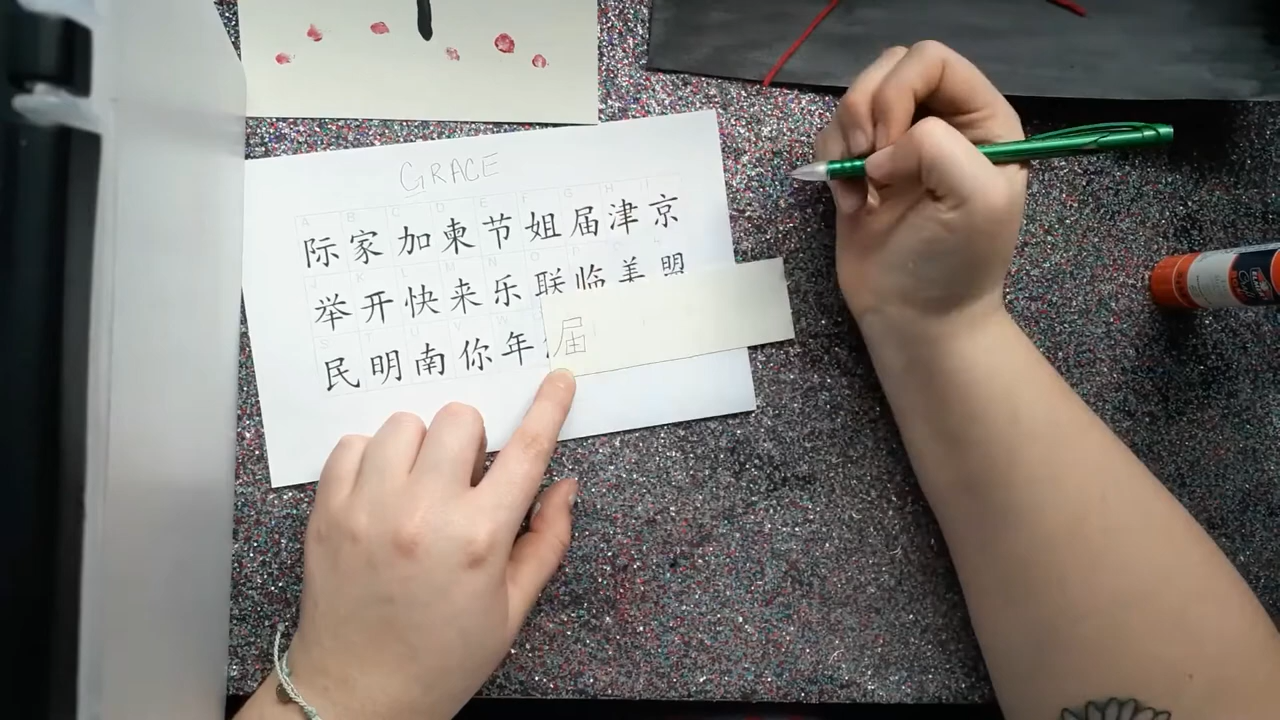 GRACE
A B C D E F G H I
际 家 加 柬 节 姐 届 津 京
J K L M N O P
举 开 快 来 乐 联 临 美 盟
S T U V W
民 明 南 你 年
届